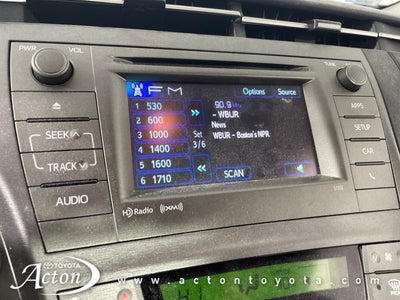 PWR
VOL
TUNE
FM
Options
Source
1 530
2 600
3 1000
4 1400
5 1600
6 1710
Set
3/6
90.9 MHz
- WBUR
News
WBUR - Boston's NPR
SCAN
SEEK
TRACK
AUDIO
APPS
SETUP
CAR
HD Radio
(XM)
TOYOTA
Acton
www.actontoyota.com